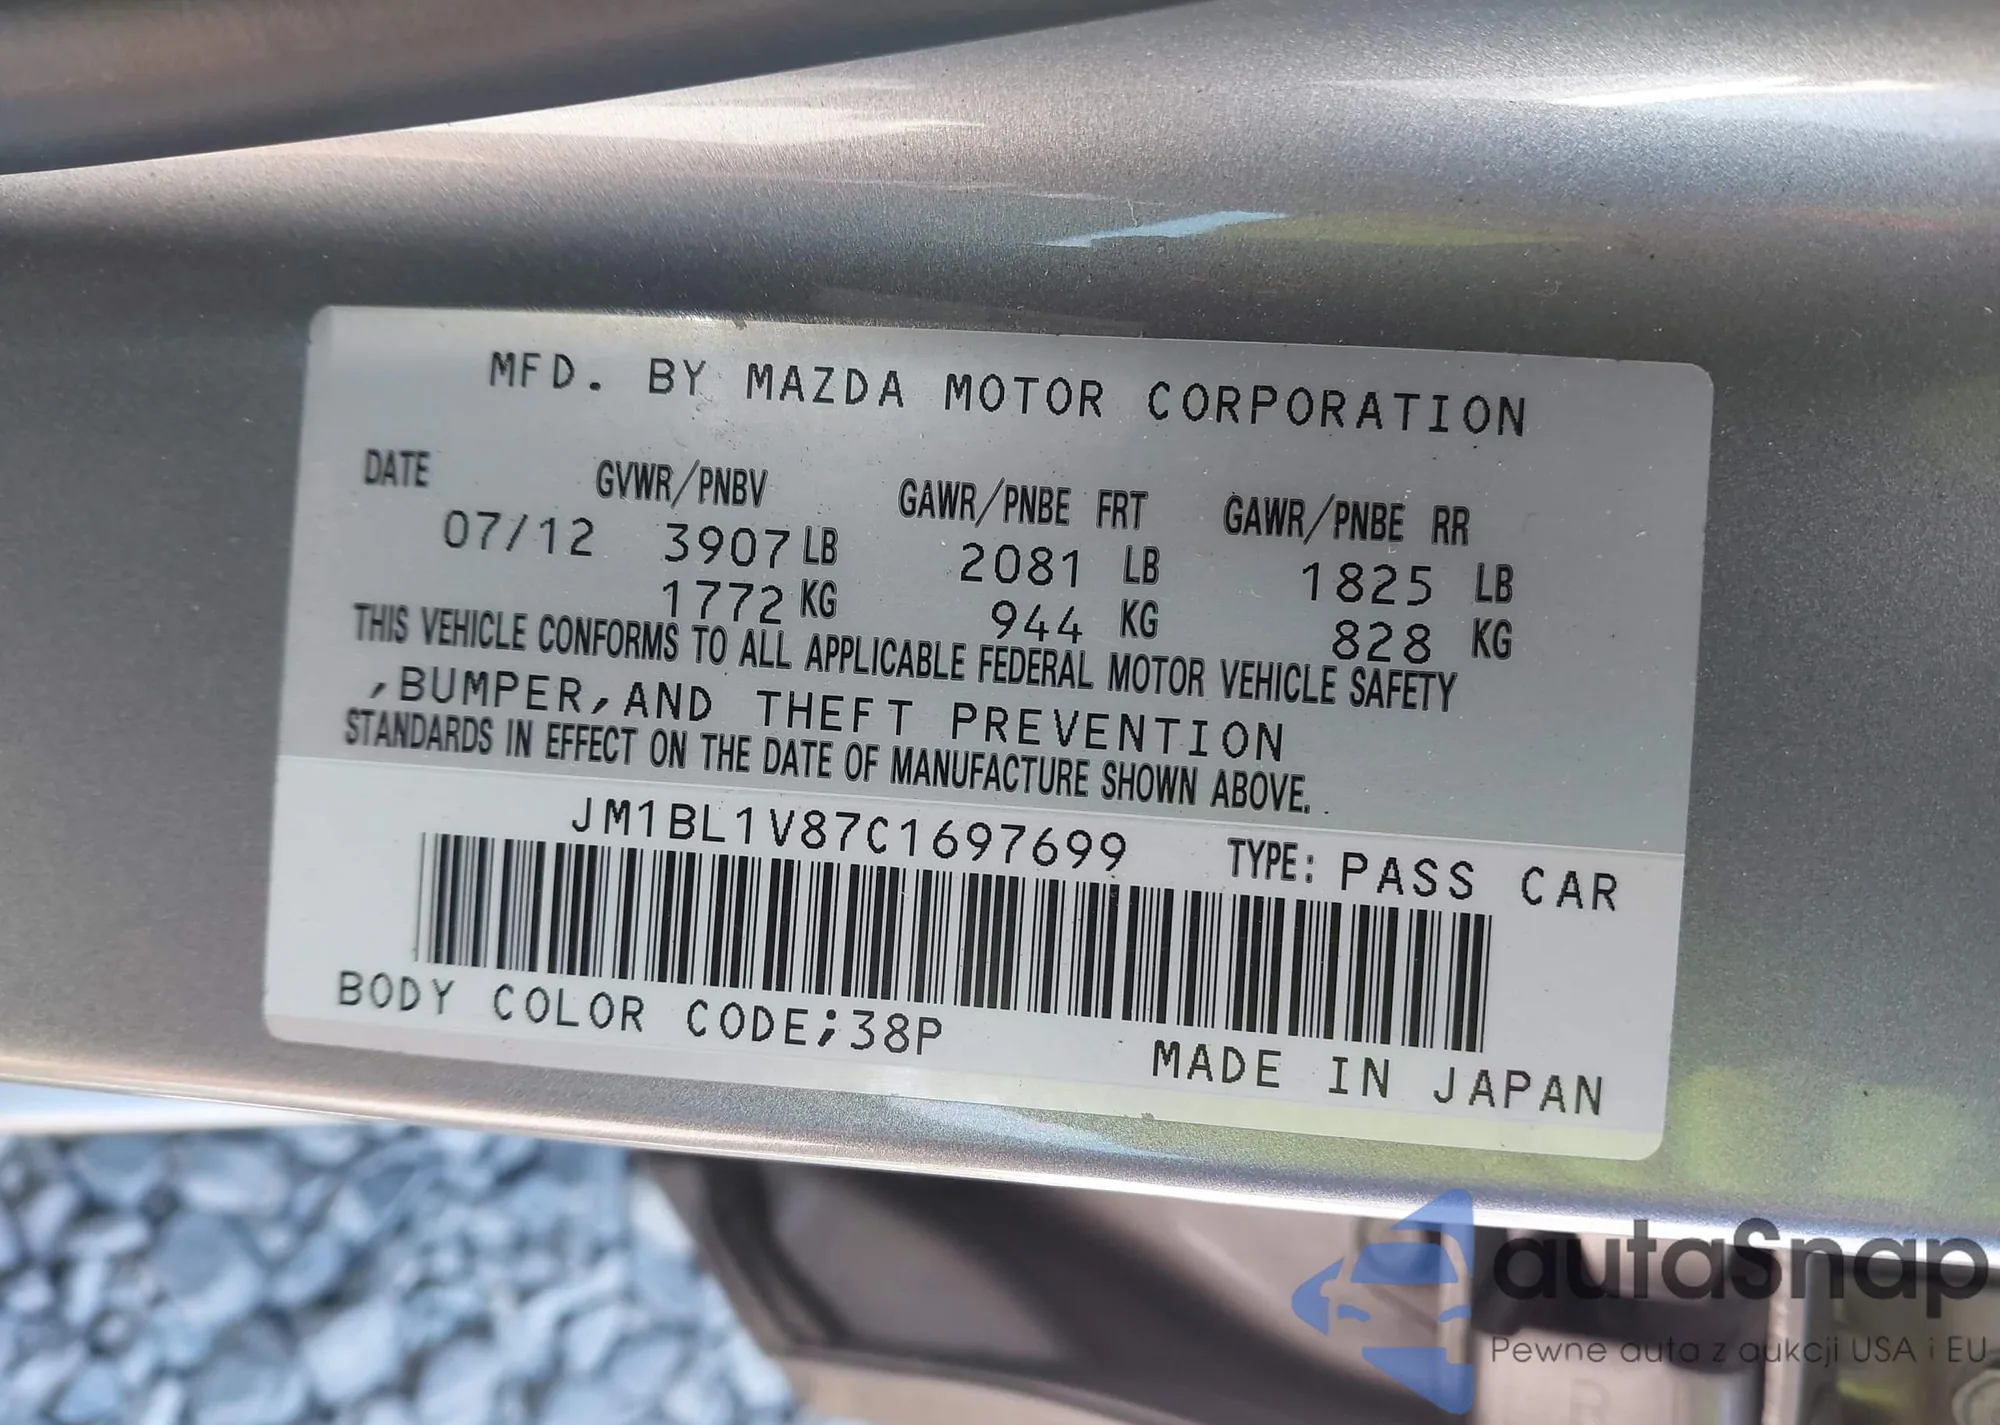 MFD. BY MAZDA MOTOR CORPORATION
DATE GVWR/PNBV GAWR/PNBE FRT GAWR/PNBE RR
07/12 3907 LB 2081 LB 1825 LB
1772 KG 944 KG 828 KG
THIS VEHICLE CONFORMS TO ALL APPLICABLE FEDERAL MOTOR VEHICLE SAFETY
,BUMPER,AND THEFT PREVENTION
STANDARDS IN EFFECT ON THE DATE OF MANUFACTURE SHOWN ABOVE. .
JM1BL1V87C1697699 TYPE: PASS CAR
BODY COLOR CODE;38P
MADE IN JAPAN
autaSnap
Pewne auta z aukcji USA i EU